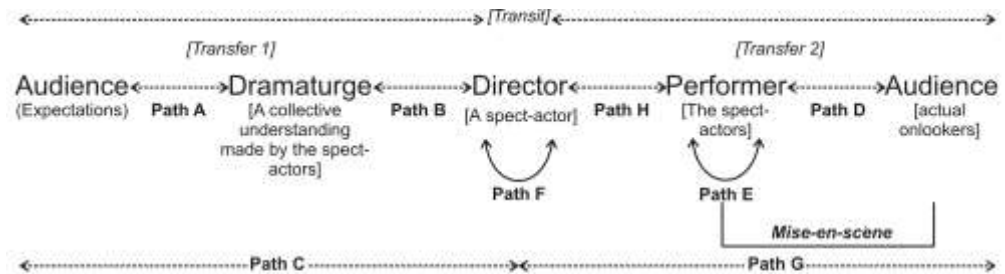 [Transit]
[Transfer 1] [Transfer 2]
Audience Dramaturge Director Performer Audience
(Expectations) Path A [A collective Path B [A spect-actor] Path H [The spect- Path D [actual
understanding actors] onlookers]
made by the spect-
actors]
Path F Path E
Mise-en-scene
Path C Path G